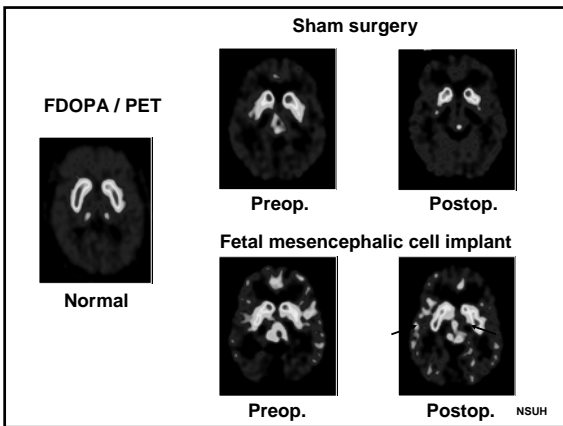 Sham surgery
FDOPA / PET
Normal
Preop.
Postop.
Fetal mesencephalic cell implant
Preop.
Postop.
NSUH